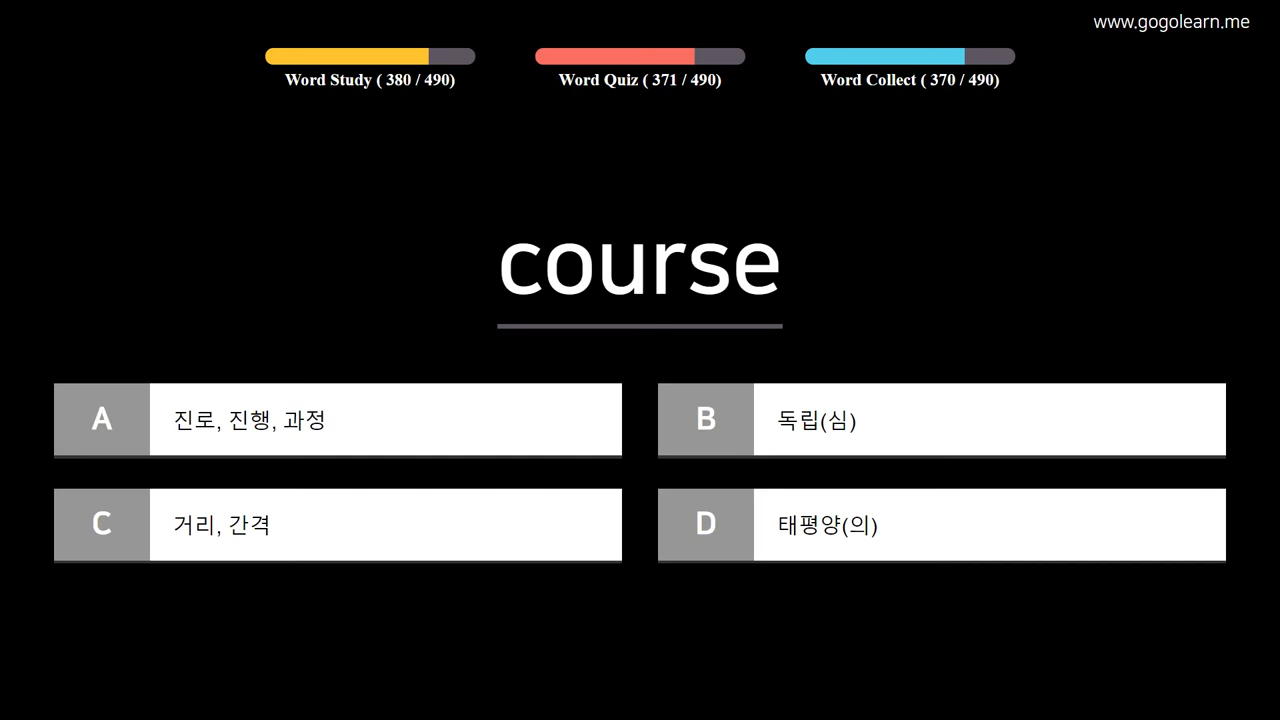 www.gogolearn.me
Word Study ( 380 / 490)
Word Quiz ( 371 / 490)
Word Collect ( 370 / 490)
course
A 진로, 진행, 과정
B 독립(심)
C 거리, 간격
D 태평양(의)